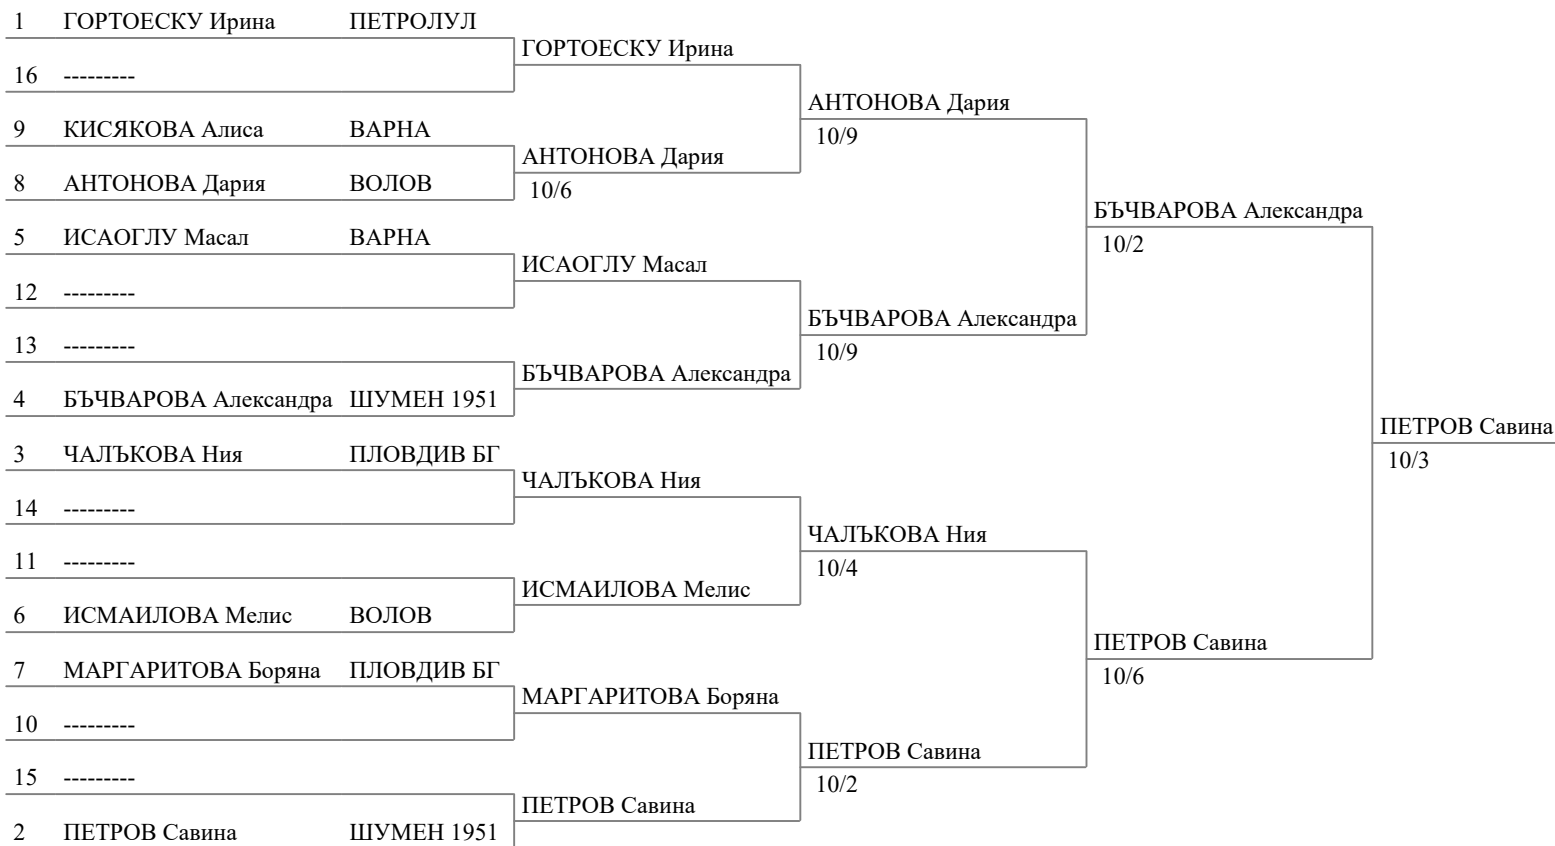 1 ГОРТОЕСКУ Ирина ПЕТРОЛУЛ
ГОРТОЕСКУ Ирина
16 ---------
АНТОНОВА Дария
9 КИСЯКОВА Алиса ВАРНА
10/9
АНТОНОВА Дария
8 АНТОНОВА Дария ВОЛОВ
10/6
БЪЧВАРОВА Александра
5 ИСАОГЛУ Масал ВАРНА
10/2
ИСАОГЛУ Масал
12 ---------
БЪЧВАРОВА Александра
13 ---------
10/9
БЪЧВАРОВА Александра
4 БЪЧВАРОВА Александра ШУМЕН 1951
ПЕТРОВ Савина
3 ЧАЛЪКОВА Ния ПЛОВДИВ БГ
10/3
ЧАЛЪКОВА Ния
14 ---------
ЧАЛЪКОВА Ния
11 ---------
10/4
ИСМАИЛОВА Мелис
6 ИСМАИЛОВА Мелис ВОЛОВ
ПЕТРОВ Савина
7 МАРГАРИТОВА Боряна ПЛОВДИВ БГ
10/6
МАРГАРИТОВА Боряна
10 ---------
ПЕТРОВ Савина
15 ---------
10/2
ПЕТРОВ Савина
2 ПЕТРОВ Савина ШУМЕН 1951